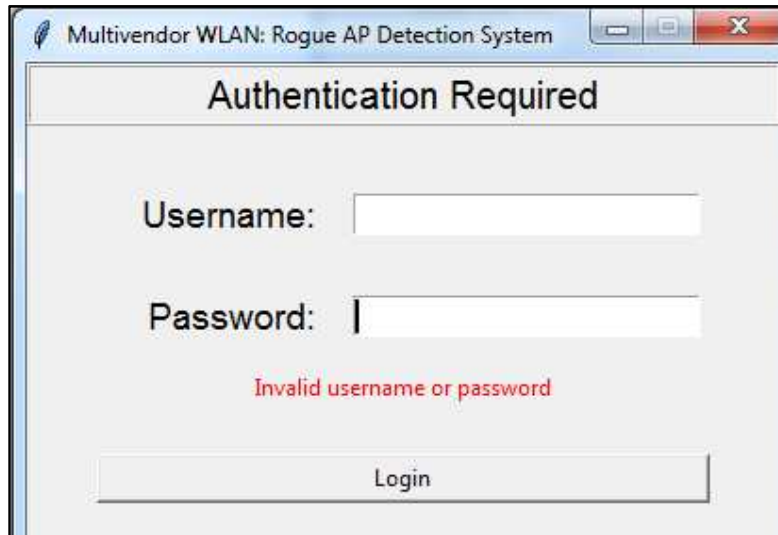 Multivendor WLAN: Rogue AP Detection System
Authentication Required
Username:
Password:
Invalid username or password
Login